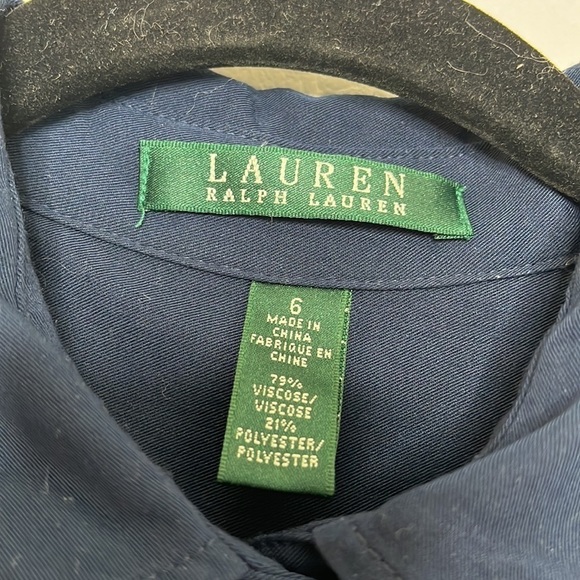 LAUREN
RALPH LAUREN
6
MADE IN
CHINA
FABRIQUE EN
CHINE
79%
VISCOSE/
VISCOSE
21%
POLYESTER/
POLYESTER